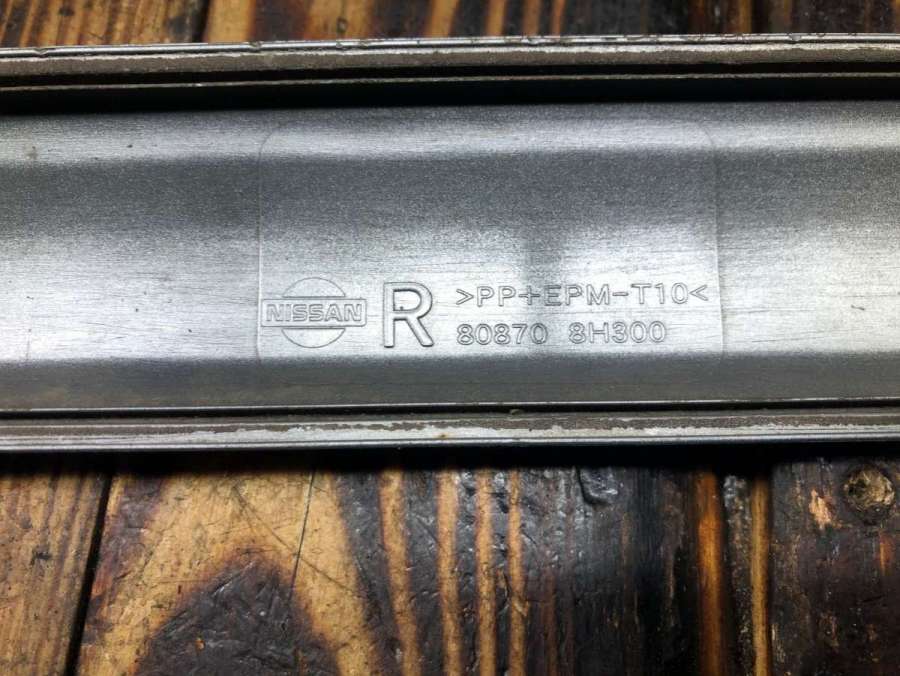 NISSAN
R
>PP+EPM-T10<
80870 8H300